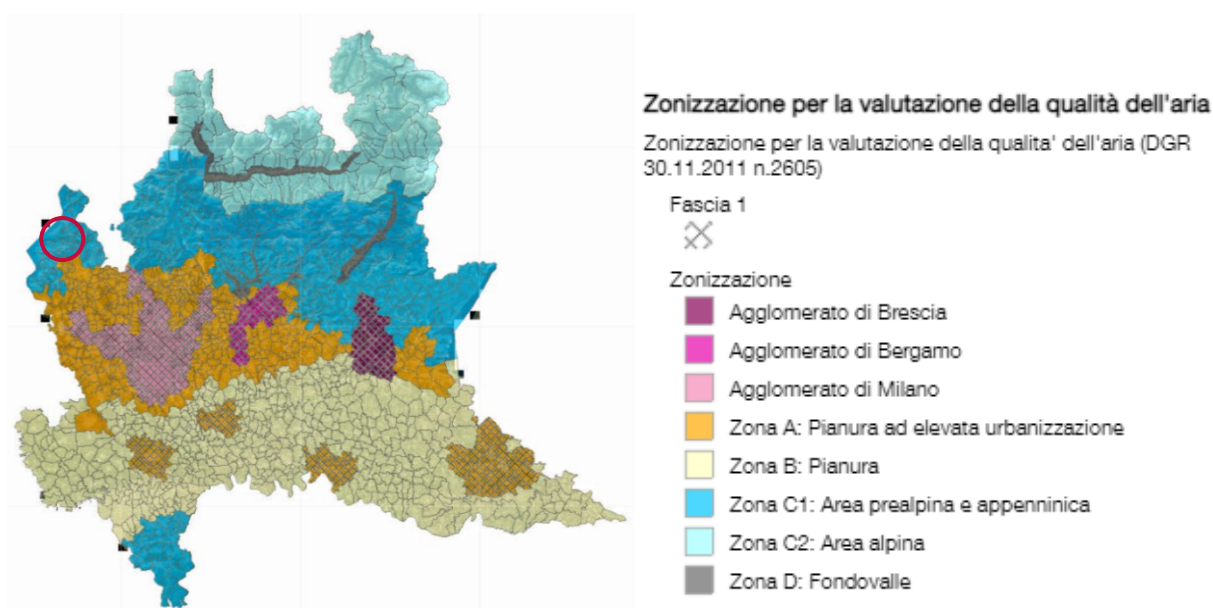 Zonizzazione per la valutazione della qualità dell'aria
Zonizzazione per la valutazione della qualita' dell'aria (DGR
30.11.2011 n.2605)
Fascia 1
Zonizzazione
Agglomerato di Brescia
Agglomerato di Bergamo
Agglomerato di Milano
Zona A: Pianura ad elevata urbanizzazione
Zona B: Pianura
Zona C1: Area prealpina e appenninica
Zona C2: Area alpina
Zona D: Fondovalle